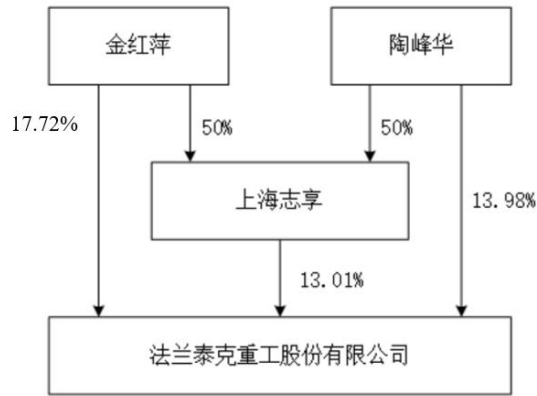 金红萍
陶峰华
17.72%
50%
50%
上海志享
13.98%
13.01%
法兰泰克重工股份有限公司